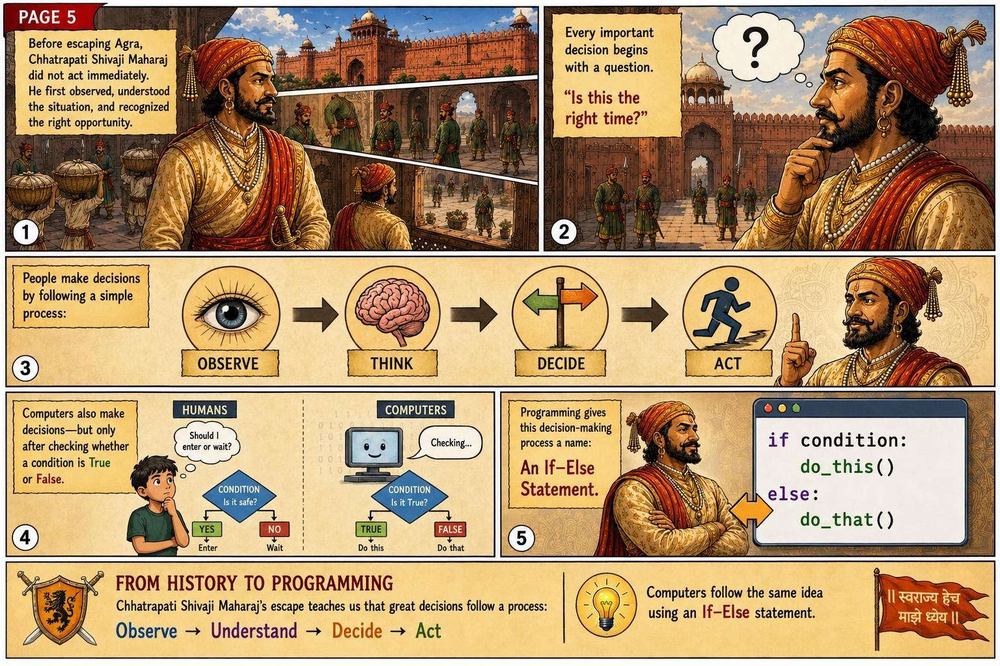 PAGE 5
Before escaping Agra,
Chhatrapati Shivaji Maharaj
did not act immediately.
He first observed, understood
the situation, and recognized
the right opportunity.
1
Every important
decision begins
with a question.
“Is this the
right time?”
?
2
People make decisions
by following a simple
process:
OBSERVE
THINK
DECIDE
ACT
3
Computers also make
decisions—but only
after checking whether
a condition is True
or False.
HUMANS
Should I
enter or wait?
CONDITION
Is it safe?
YES
NO
Enter
Wait
COMPUTERS
Checking...
CONDITION
Is it True?
TRUE
FALSE
Do this
Do that
4
Programming gives
this decision-making
process a name:
An If–Else
Statement.
if condition:
do_this()
else:
do_that()
5
FROM HISTORY TO PROGRAMMING
Chhatrapati Shivaji Maharaj’s escape teaches us that great decisions follow a process:
Observe → Understand → Decide → Act
Computers follow the same idea
using an If–Else statement.
॥ स्वराज्य हेच
माझे ध्येय ॥